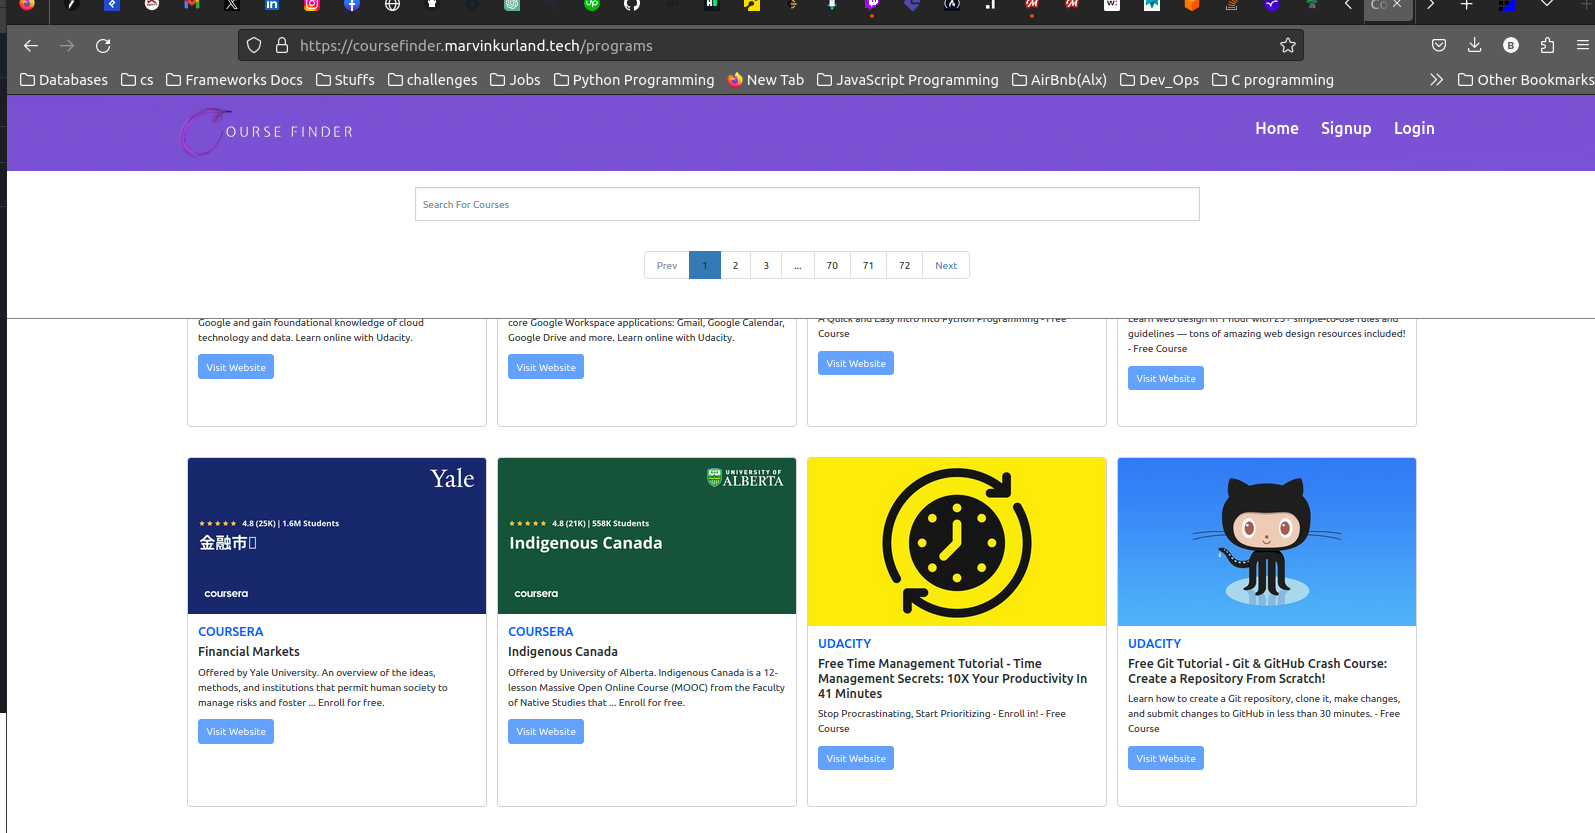 https://coursefinder.marvinkurland.tech/programs
Databases cs Frameworks Docs Stuffs challenges Jobs Python Programming New Tab JavaScript Programming AirBnb(Alx) Dev_Ops C programming Other Bookmarks
COURSE FINDER
Home Signup Login
Search For Courses
Prev 1 2 3 ... 70 71 72 Next
Google and gain foundational knowledge of cloud
technology and data. Learn online with Udacity.
Visit Website
core Google Workspace applications: Gmail, Google Calendar,
Google Drive and more. Learn online with Udacity.
Visit Website
A Quick and Easy Intro into Python Programming - Free
Course
Visit Website
Learn web design in 1 hour with 25+ simple-to-use rules and
guidelines — tons of amazing web design resources included!
- Free Course
Visit Website
Yale
4.8 (25K) | 1.6M Students
金融市
coursera
COURSERA
Financial Markets
Offered by Yale University. An overview of the ideas,
methods, and institutions that permit human society to
manage risks and foster ... Enroll for free.
Visit Website
UNIVERSITY OF
ALBERTA
4.8 (21K) | 558K Students
Indigenous Canada
coursera
COURSERA
Indigenous Canada
Offered by University of Alberta. Indigenous Canada is a 12-
lesson Massive Open Online Course (MOOC) from the Faculty
of Native Studies that ... Enroll for free.
Visit Website
UDACITY
Free Time Management Tutorial - Time
Management Secrets: 10X Your Productivity In
41 Minutes
Stop Procrastinating, Start Prioritizing - Enroll in! - Free
Course
Visit Website
UDACITY
Free Git Tutorial - Git & GitHub Crash Course:
Create a Repository From Scratch!
Learn how to create a Git repository, clone it, make changes,
and submit changes to GitHub in less than 30 minutes. - Free
Course
Visit Website